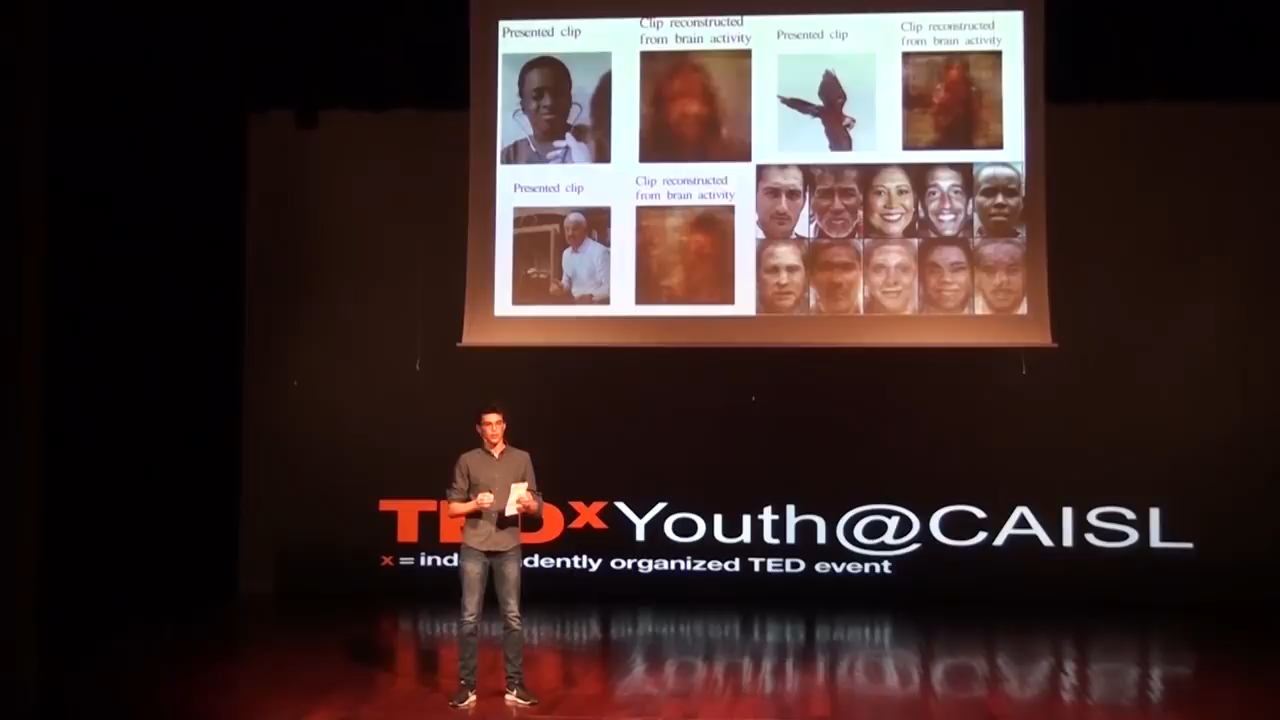 Presented clip
Clip reconstructed
from brain activity
Presented clip
Clip reconstructed
from brain activity
Presented clip
Clip reconstructed
from brain activity
TEDxYouth@CAISL
x = independently organized TED event